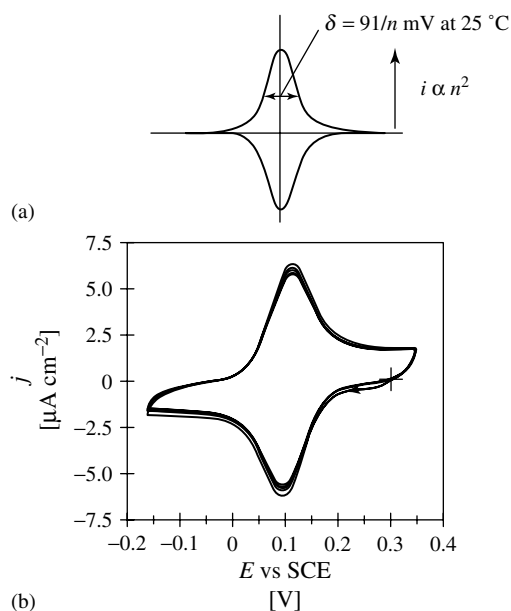 δ = 91/n mV at 25 ˚C
i α n²
(a)
7.5
5.0
2.5
0
−2.5
−5.0
−7.5
j
[μA cm⁻²]
−0.2
−0.1
0
0.1
0.2
0.3
0.4
E vs SCE
[V]
(b)